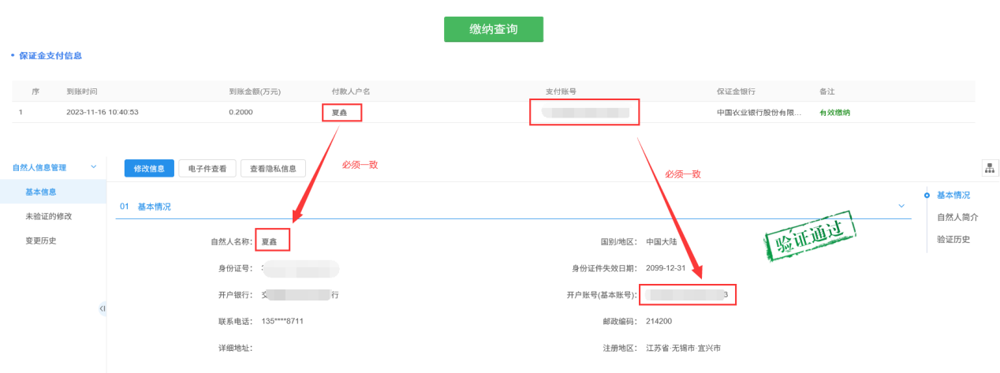 缴纳查询
保证金支付信息
序 到账时间 到账金额(万元) 付款人户名 支付账号 保证金银行 备注
1 2023-11-16 10:40:53 0.2000 夏鑫 中国农业银行股份有限... 有效缴纳
自然人信息管理 修改信息 电子件查看 查看隐私信息 必须一致 必须一致
基本信息 01 基本情况 基本情况
未验证的修改 自然人简介
变更历史 自然人名称： 夏鑫 国别/地区： 中国大陆 验证通过 验证历史
身份证号： 身份证件失效日期： 2099-12-31
开户银行： 行 开户账号(基本账号)： 3
联系电话： 135****8711 邮政编码： 214200
详细地址： 注册地区： 江苏省·无锡市·宜兴市